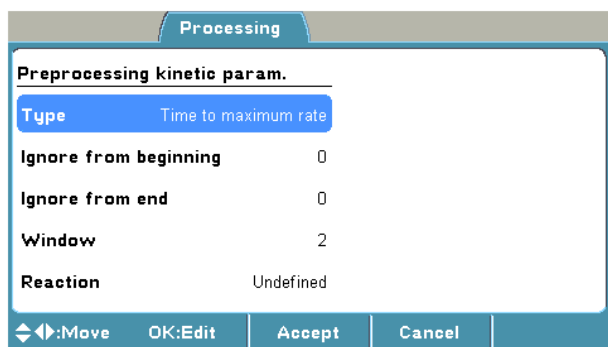 Processing
Preprocessing kinetic param.
Type Time to maximum rate
Ignore from beginning 0
Ignore from end 0
Window 2
Reaction Undefined
:Move OK:Edit Accept Cancel